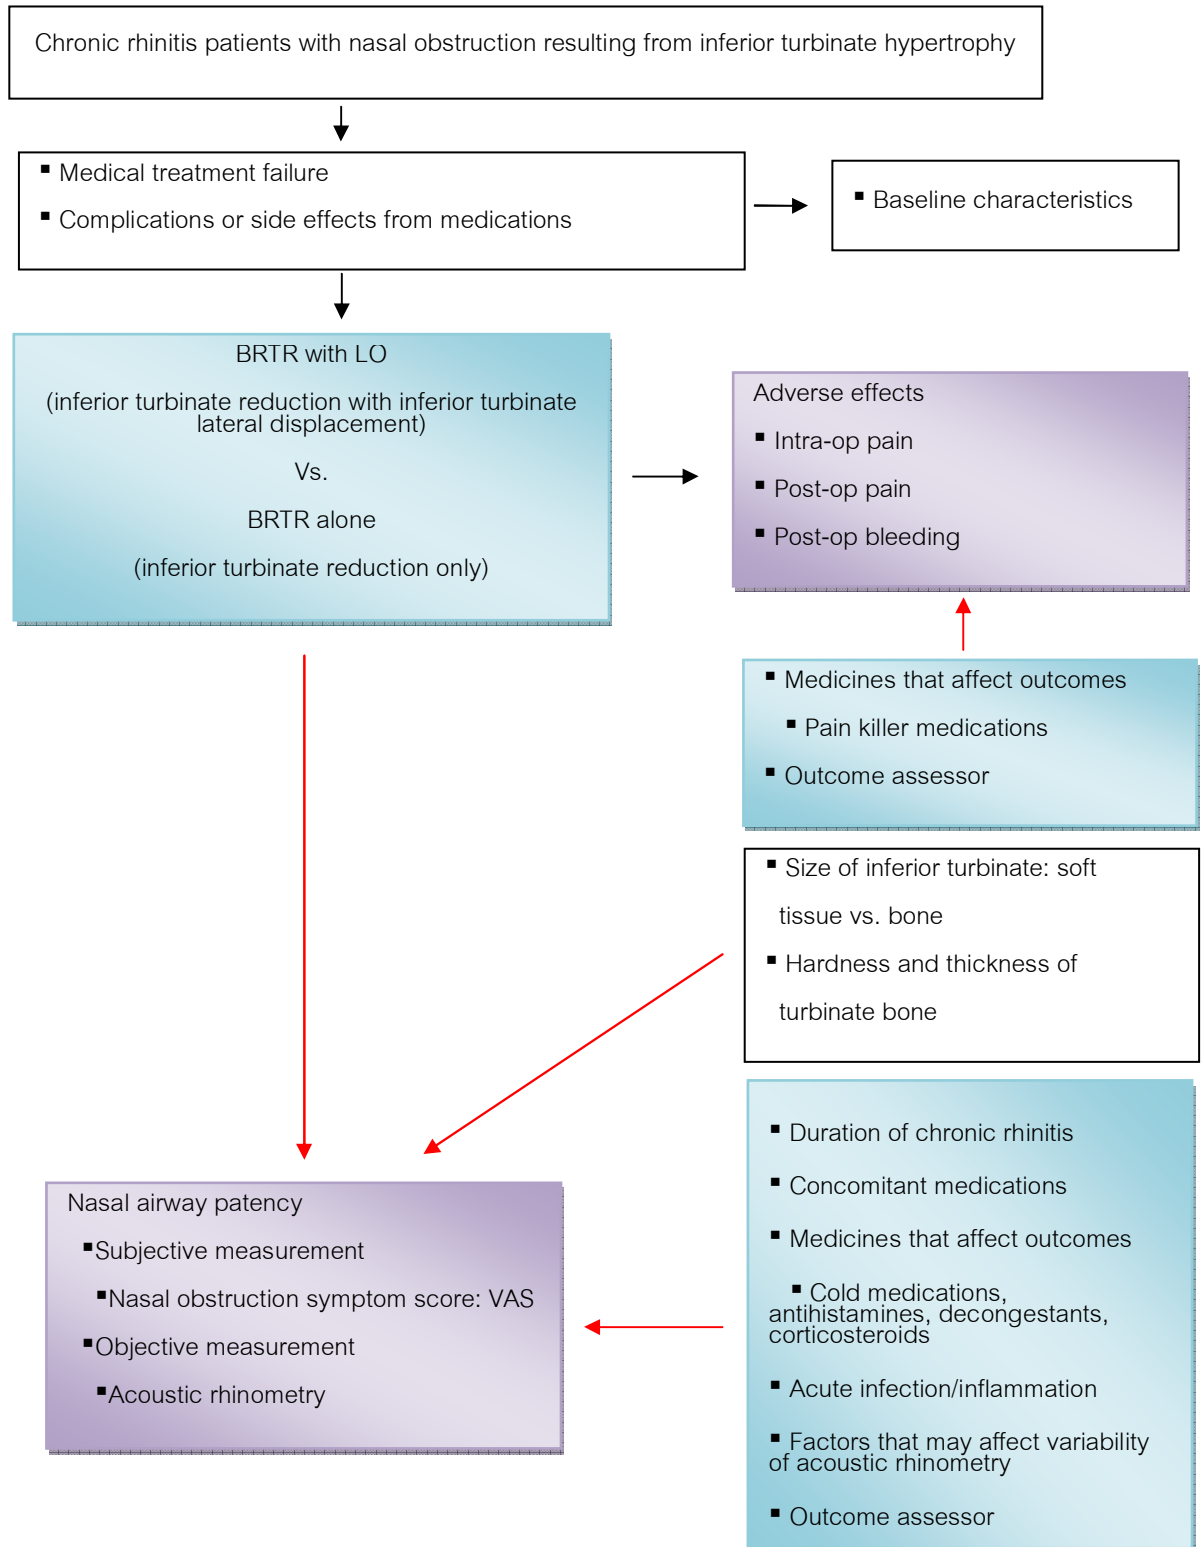 Chronic rhinitis patients with nasal obstruction resulting from inferior turbinate hypertrophy
▪ Medical treatment failure
▪ Complications or side effects from medications
▪ Baseline characteristics
BRTR with LO
(inferior turbinate reduction with inferior turbinate
lateral displacement)
Vs.
BRTR alone
(inferior turbinate reduction only)
Adverse effects
▪ Intra-op pain
▪ Post-op pain
▪ Post-op bleeding
▪ Medicines that affect outcomes
▪ Pain killer medications
▪ Outcome assessor
▪ Size of inferior turbinate: soft
tissue vs. bone
▪ Hardness and thickness of
turbinate bone
Nasal airway patency
▪Subjective measurement
▪Nasal obstruction symptom score: VAS
▪Objective measurement
▪Acoustic rhinometry
▪ Duration of chronic rhinitis
▪ Concomitant medications
▪ Medicines that affect outcomes
▪ Cold medications,
antihistamines, decongestants,
corticosteroids
▪ Acute infection/inflammation
▪ Factors that may affect variability
of acoustic rhinometry
▪ Outcome assessor